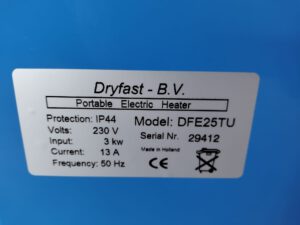 Dryfast - B.V.
Portable Electric Heater
Protection: IP44 Model: DFE25TU
Volts: 230 V Serial Nr. 29412
Input: 3 kw
Current: 13 A Made in Holland
Frequency: 50 Hz CE